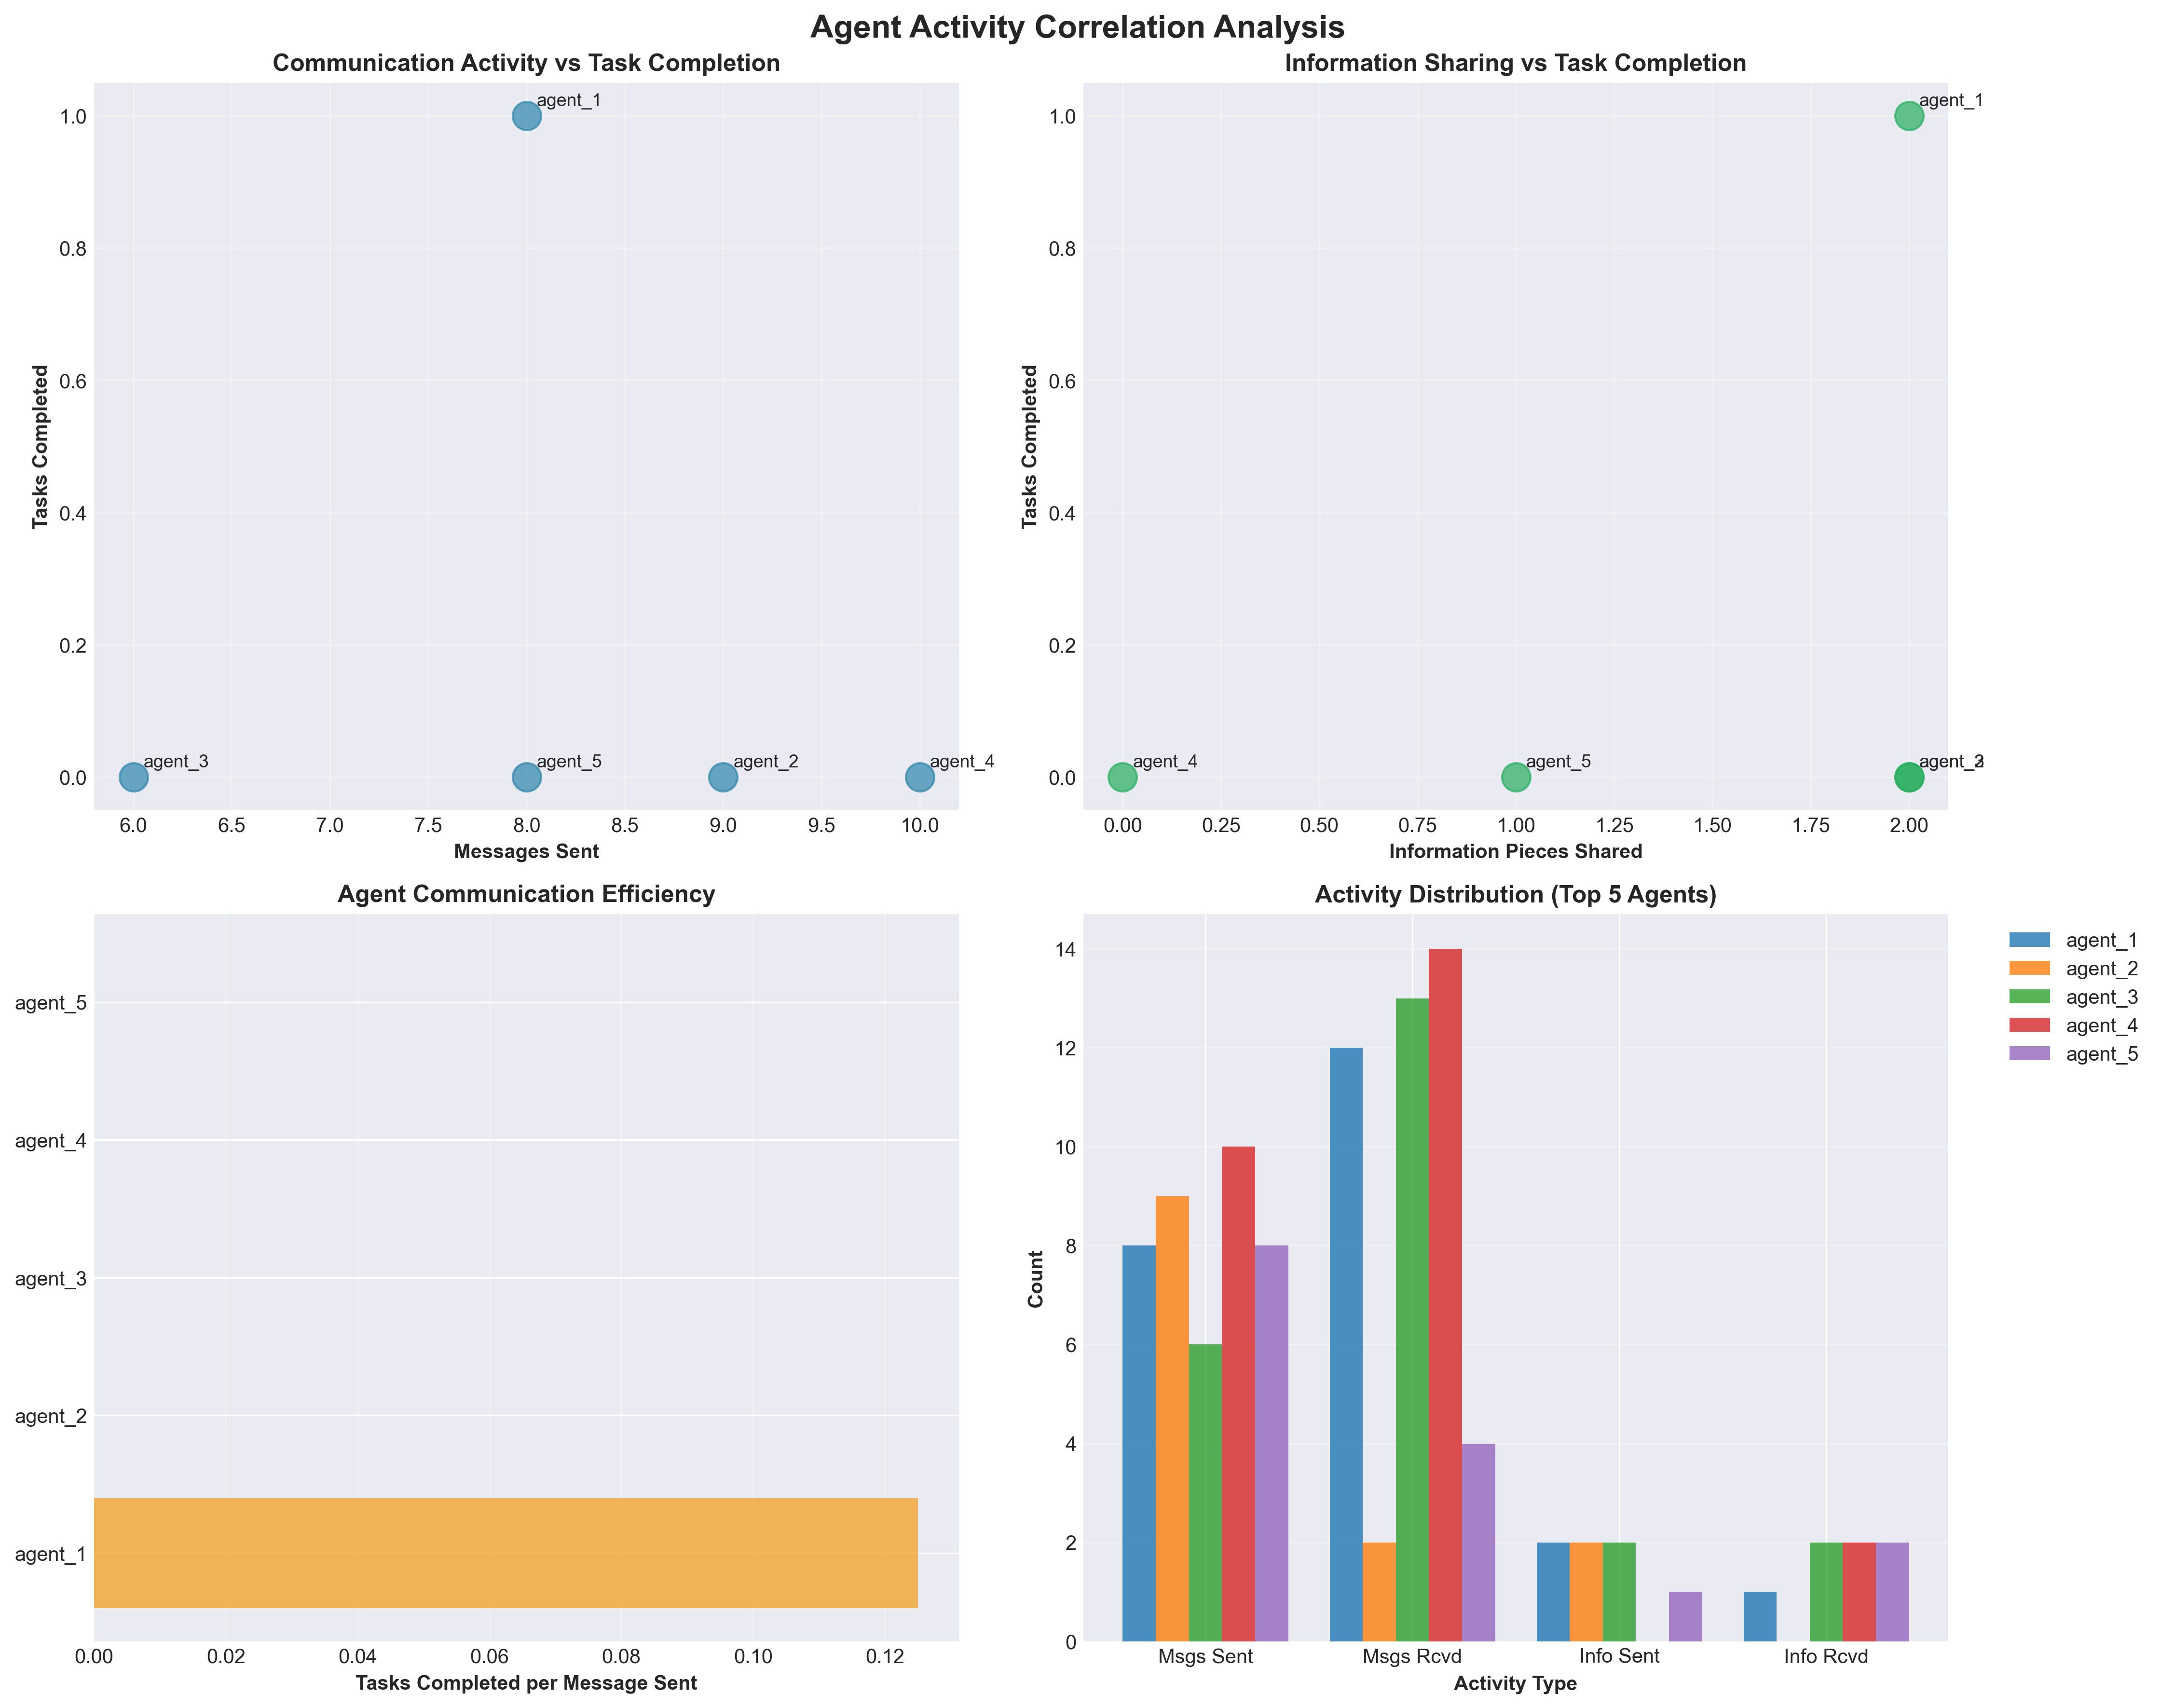 Agent Activity Correlation Analysis
Communication Activity vs Task Completion
Tasks Completed
1.0
0.8
0.6
0.4
0.2
0.0
agent_1
agent_3
agent_5
agent_2
agent_4
6.0 6.5 7.0 7.5 8.0 8.5 9.0 9.5 10.0
Messages Sent
Information Sharing vs Task Completion
Tasks Completed
1.0
0.8
0.6
0.4
0.2
0.0
agent_1
agent_4
agent_5
0.00 0.25 0.50 0.75 1.00 1.25 1.50 1.75 2.00
Information Pieces Shared
Agent Communication Efficiency
agent_5
agent_4
agent_3
agent_2
agent_1
0.00 0.02 0.04 0.06 0.08 0.10 0.12
Tasks Completed per Message Sent
Activity Distribution (Top 5 Agents)
Count
14
12
10
8
6
4
2
0
Msgs Sent Msgs Rcvd Info Sent Info Rcvd
Activity Type
agent_1
agent_2
agent_3
agent_4
agent_5